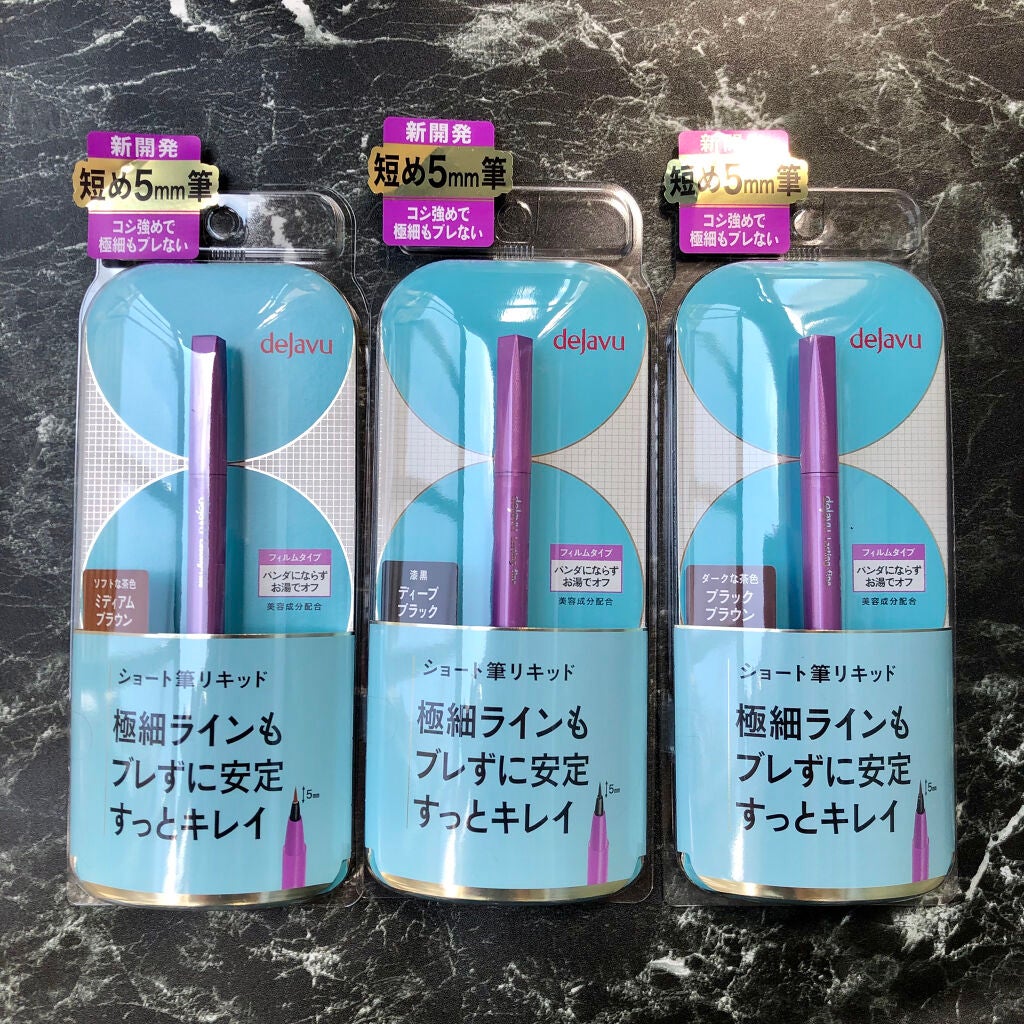 新開発
短め5mm筆
コシ強めで
極細もブレない
dejavu
ソフトな茶色
ミディアム
ブラウン
フィルムタイプ
パンダにならず
お湯でオフ
美容成分配合
ショート筆リキッド
極細ラインも
ブレずに安定
すっとキレイ
5mm
新開発
短め5mm筆
コシ強めで
極細もブレない
dejavu
dejavu
漆黒
ディープ
ブラック
フィルムタイプ
パンダにならず
お湯でオフ
美容成分配合
ショート筆リキッド
極細ラインも
ブレずに安定
すっとキレイ
5mm
新開発
短め5mm筆
コシ強めで
極細もブレない
dejavu
dejavu
ダークな茶色
ブラック
ブラウン
フィルムタイプ
パンダにならず
お湯でオフ
美容成分配合
ショート筆リキッド
極細ラインも
ブレずに安定
すっとキレイ
5mm